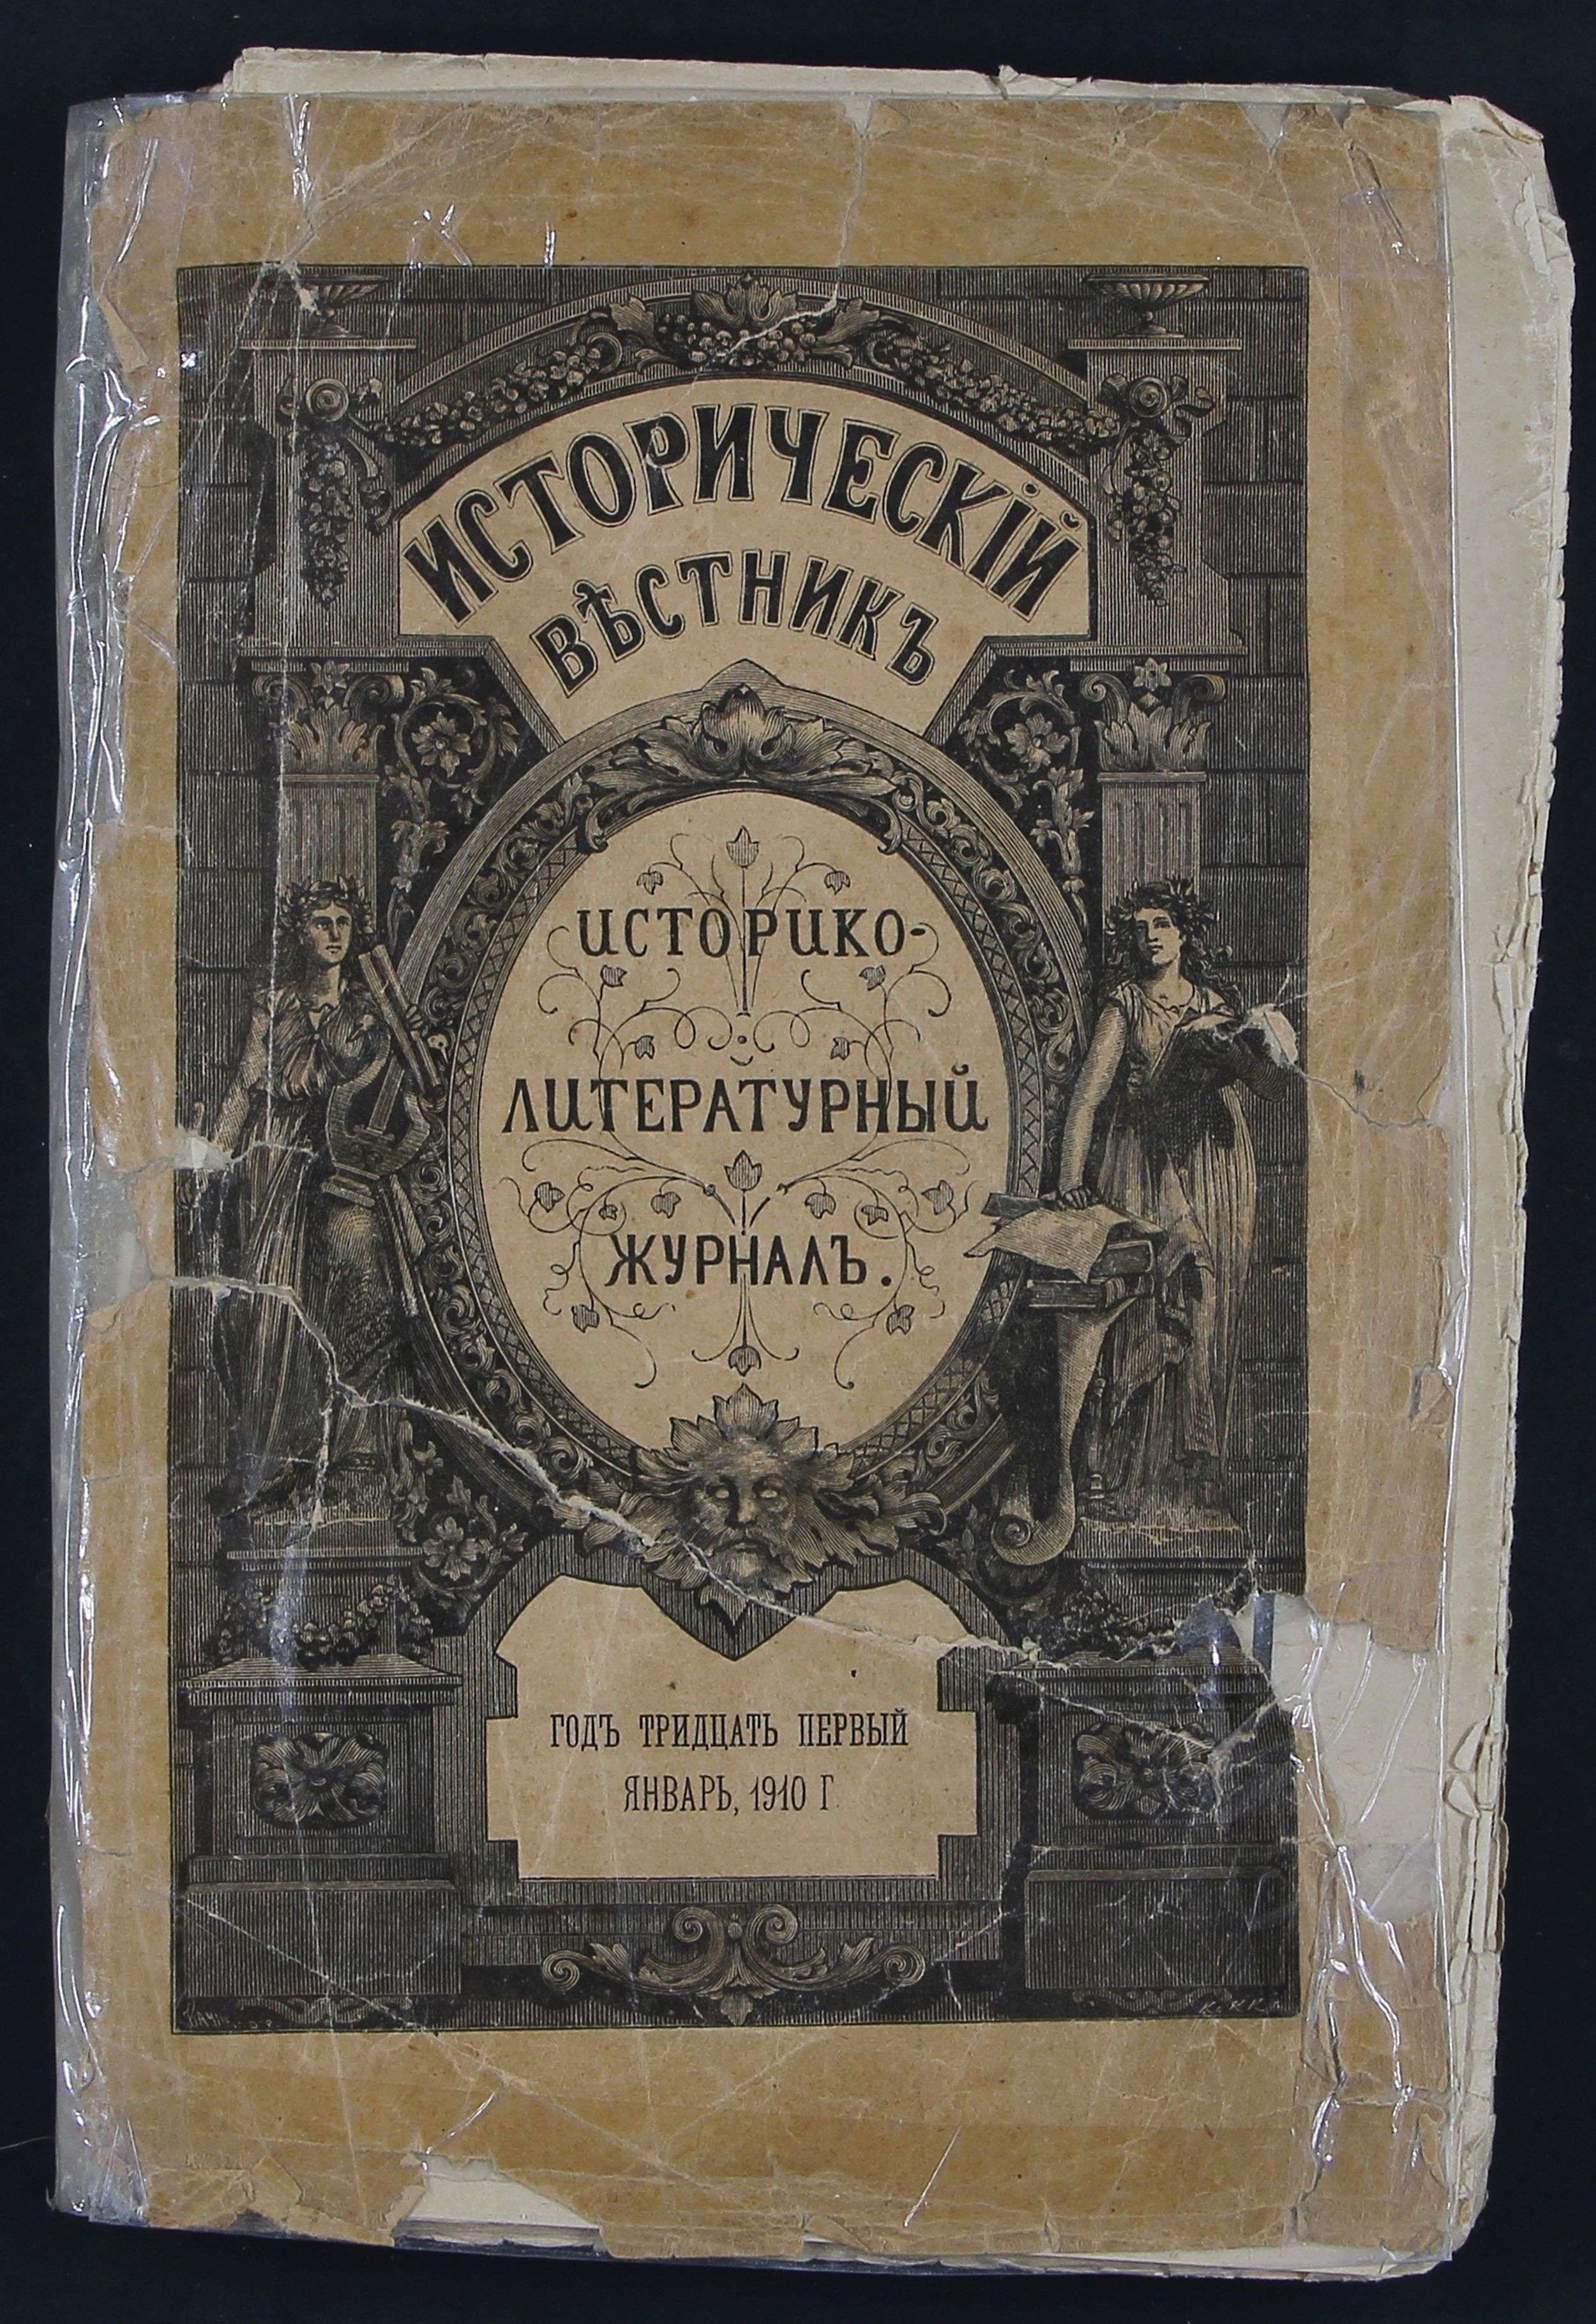 ИСТОРИЧЕСКІЙ
ВѢСТНИКЪ
ИСТОРИКО-
ЛИТЕРАТУРНЫЙ
ЖУРНАЛЪ.
ГОДЪ ТРИДЦАТЬ ПЕРВЫЙ
ЯНВАРЬ, 1910 Г.